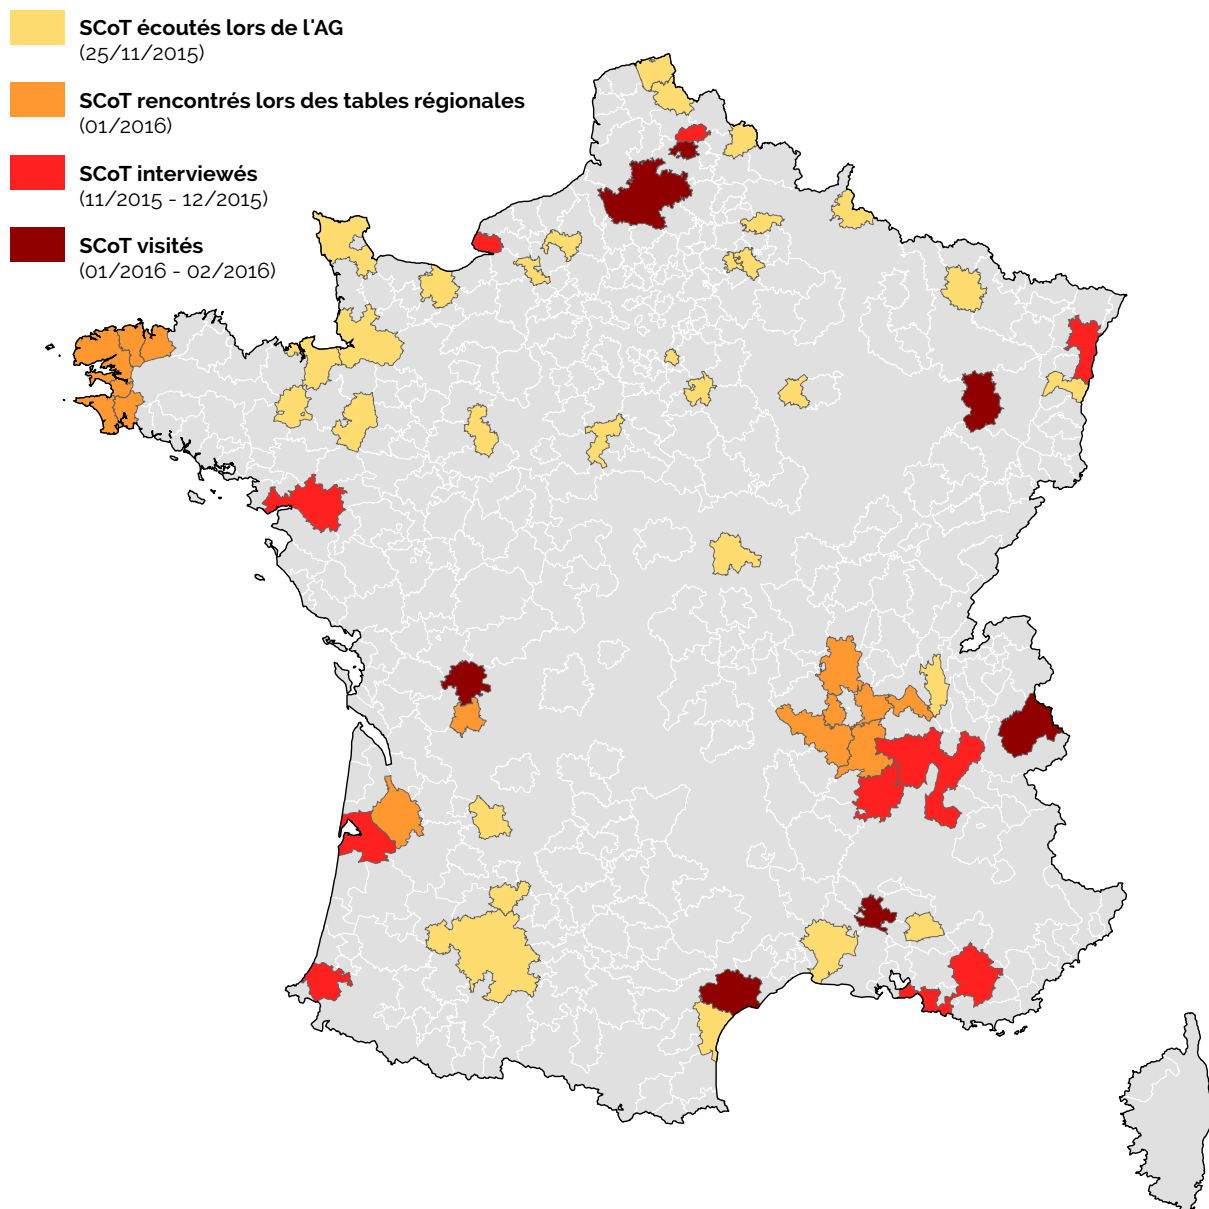 SCoT écoutés lors de l'AG
(25/11/2015)
SCoT rencontrés lors des tables régionales
(01/2016)
SCoT interviewés
(11/2015 - 12/2015)
SCoT visités
(01/2016 - 02/2016)